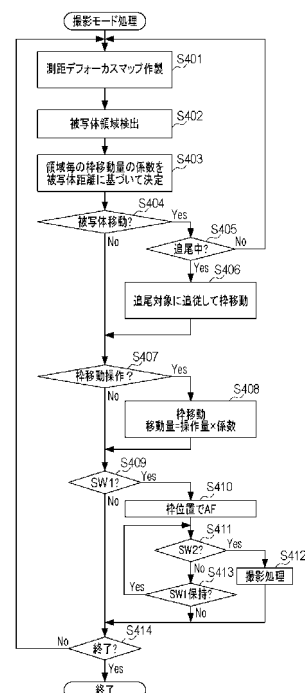 撮影モード処理
S401
測距デフォーカスマップ作製
S402
被写体領域検出
S403
領域毎の枠移動量の係数を
被写体距離に基づいて決定
S404
被写体移動?
Yes
No
S405
追尾中?
No
Yes
S406
追尾対象に追従して枠移動
S407
枠移動操作?
Yes
No
S408
枠移動
移動量=操作量×係数
S409
SW1?
Yes
No
S410
枠位置でAF
S411
SW2?
Yes
No
S412
撮影処理
S413
SW1保持?
Yes
No
S414
終了?
No
Yes
終了